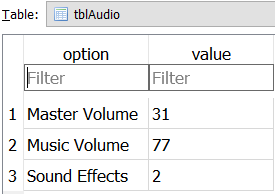 Table: tblAudio
option value
Filter Filter
1 Master Volume 31
2 Music Volume 77
3 Sound Effects 2